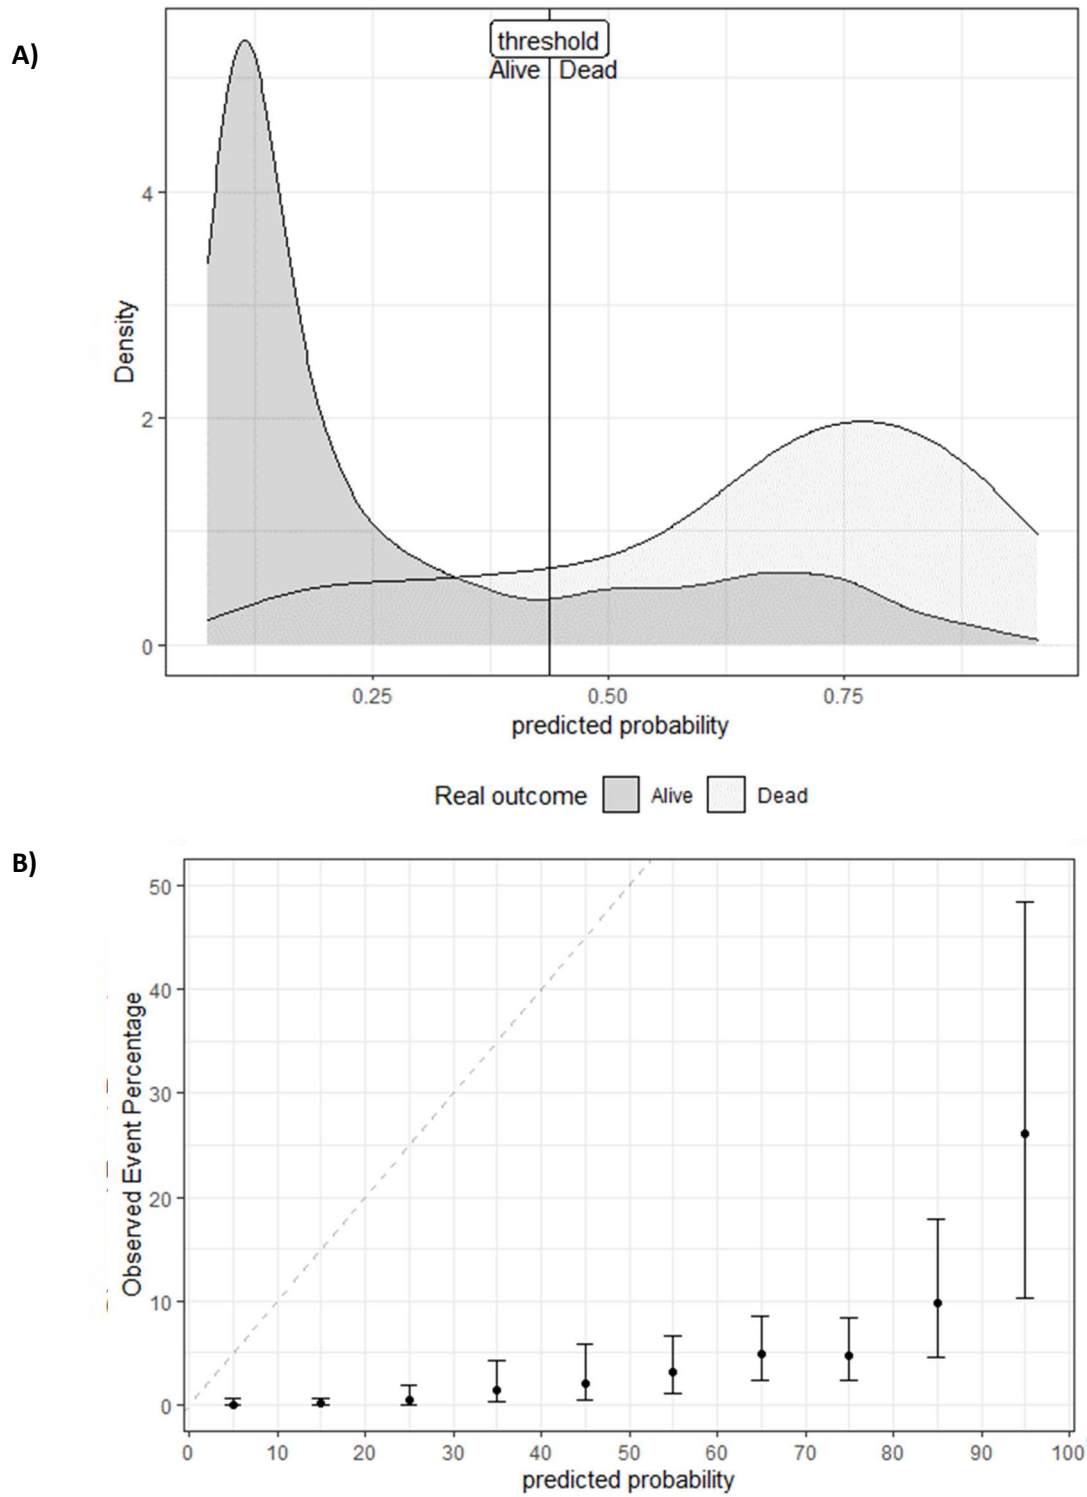 A)
threshold
Alive Dead
4
2
0
Density
0.25 0.50 0.75
predicted probability
Real outcome Alive Dead
B)
50
40
30
20
10
0
Observed Event Percentage
0 10 20 30 40 50 60 70 80 90 100
predicted probability